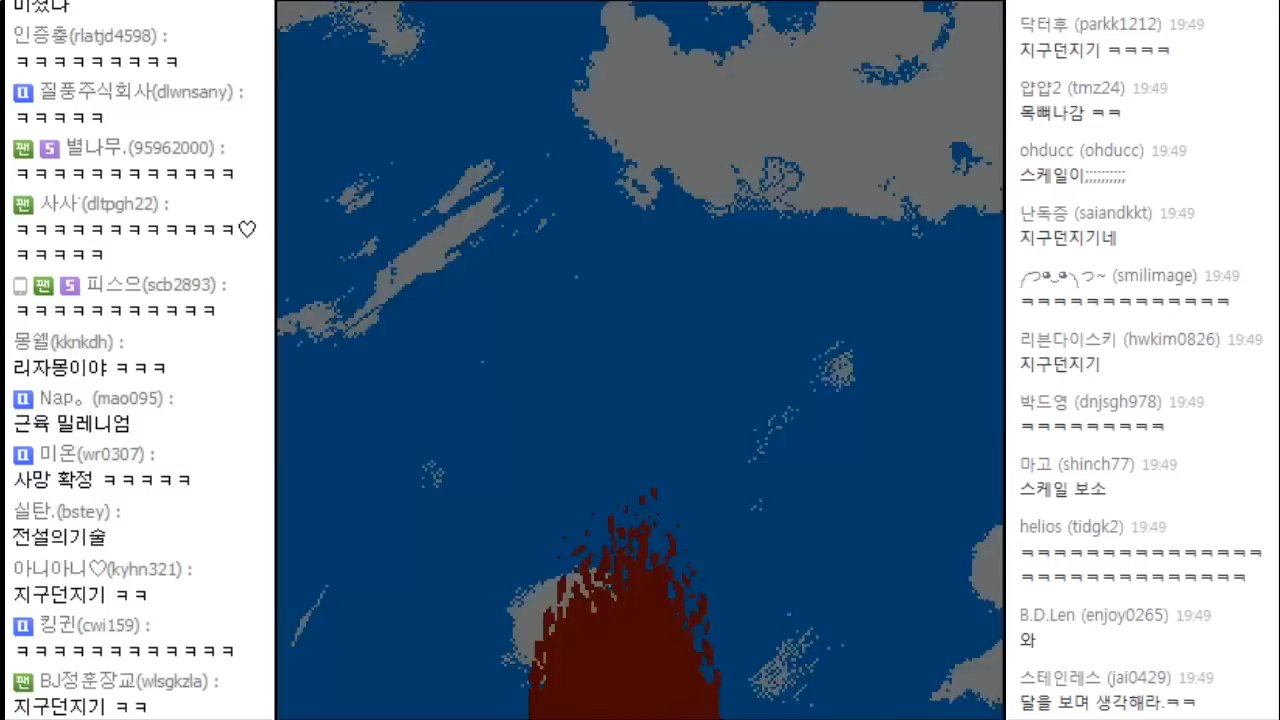 미쳤나
인증충(rlatjd4598) :
ㅋㅋㅋㅋㅋㅋㅋㅋㅋ
질풍주식회사(dlwnsany) :
ㅋㅋㅋㅋㅋ
팬 S 별나무.(95962000) :
ㅋㅋㅋㅋㅋㅋㅋㅋㅋㅋㅋㅋ
팬 사사˙(dltpgh22) :
ㅋㅋㅋㅋㅋㅋㅋㅋㅋㅋㅋㅋ♡
ㅋㅋㅋㅋㅋ
팬 S 피스으(scb2893) :
ㅋㅋㅋㅋㅋㅋㅋㅋㅋㅋㅋ
몽쉘(kknkdh) :
리자몽이야 ㅋㅋㅋ
Nap。(mao095) :
근육 밀레니엄
미온(wr0307) :
사망 확정 ㅋㅋㅋㅋㅋ
실탄.(bstey) :
전설의기술
아니아니♡(kyhn321) :
지구던지기 ㅋㅋ
킹귄(cwi159) :
ㅋㅋㅋㅋㅋㅋㅋㅋㅋㅋㅋㅋ
팬 BJ정훈장교(wlsgkzla) :
지구던지기 ㅋㅋ
닥터후 (parkk1212) 19:49
지구던지기 ㅋㅋㅋㅋ
얍얍2 (tmz24) 19:49
목뼈나감 ㅋㅋ
ohducc (ohducc) 19:49
스케일이;;;;;;;;;;
난독증 (saiandkkt) 19:49
지구던지기네
(smilimage) 19:49
ㅋㅋㅋㅋㅋㅋㅋㅋㅋㅋㅋㅋㅋ
리븐다이스키 (hwkim0826) 19:49
지구던지기
박드영 (dnjsgh978) 19:49
ㅋㅋㅋㅋㅋㅋㅋㅋㅋ
마고 (shinch77) 19:49
스케일 보소
helios (tidgk2) 19:49
ㅋㅋㅋㅋㅋㅋㅋㅋㅋㅋㅋㅋㅋㅋㅋ
ㅋㅋㅋㅋㅋㅋㅋㅋㅋㅋㅋㅋㅋㅋ
B.D.Len (enjoy0265) 19:49
와
스테인레스 (jai0429) 19:49
달을 보며 생각해라.ㅋㅋ